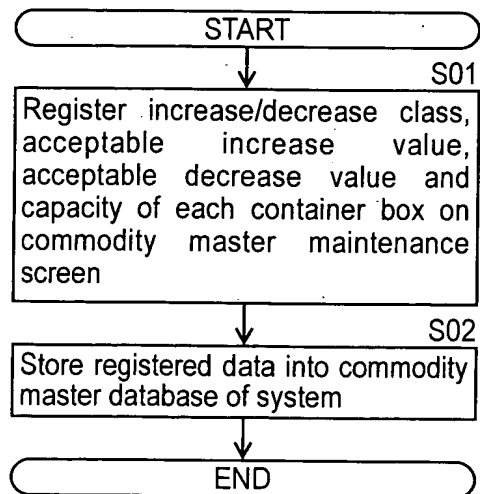 START
S01
Register increase/decrease class,
acceptable increase value,
acceptable decrease value and
capacity of each container box on
commodity master maintenance
screen
S02
Store registered data into commodity
master database of system
END